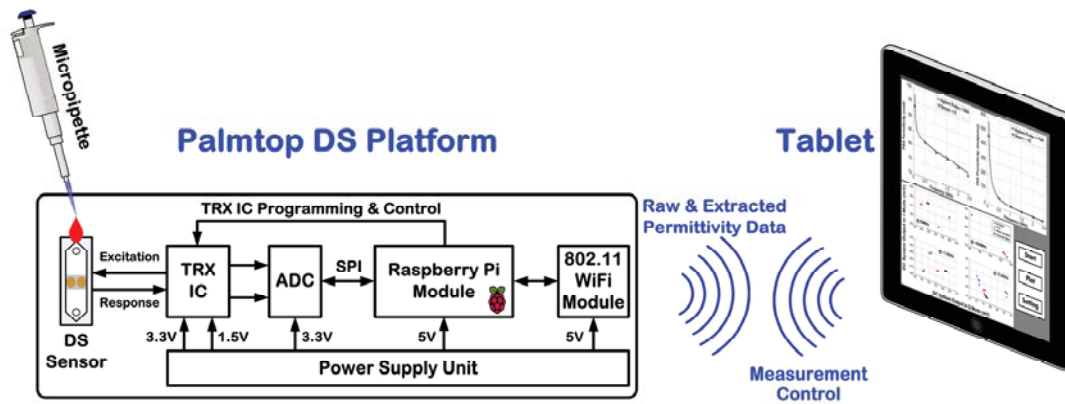 Micropipette
Palmtop DS Platform
Tablet
TRX IC Programming & Control
Excitation
Response
DS
Sensor
TRX
IC
ADC
SPI
Raspberry Pi
Module
802.11
WiFi
Module
3.3V
1.5V
3.3V
5V
5V
Power Supply Unit
Raw & Extracted
Permittivity Data
Measurement
Control
Start
Plot
Setting